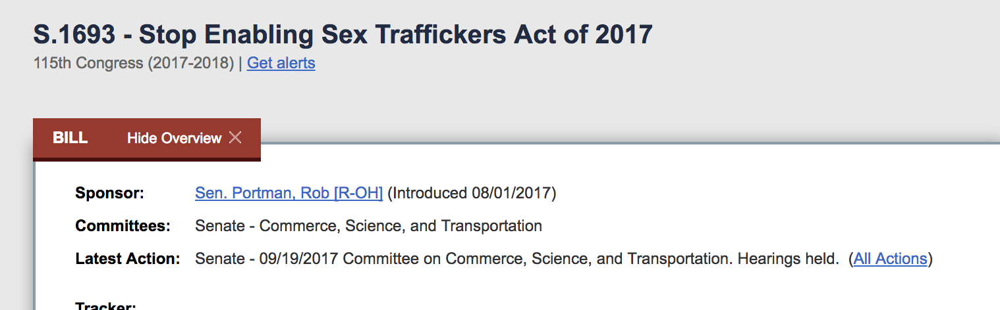 S.1693 - Stop Enabling Sex Traffickers Act of 2017
115th Congress (2017-2018) | Get alerts
BILL Hide Overview
Sponsor: Sen. Portman, Rob [R-OH] (Introduced 08/01/2017)
Committees: Senate - Commerce, Science, and Transportation
Latest Action: Senate - 09/19/2017 Committee on Commerce, Science, and Transportation. Hearings held. (All Actions)
Tracker: